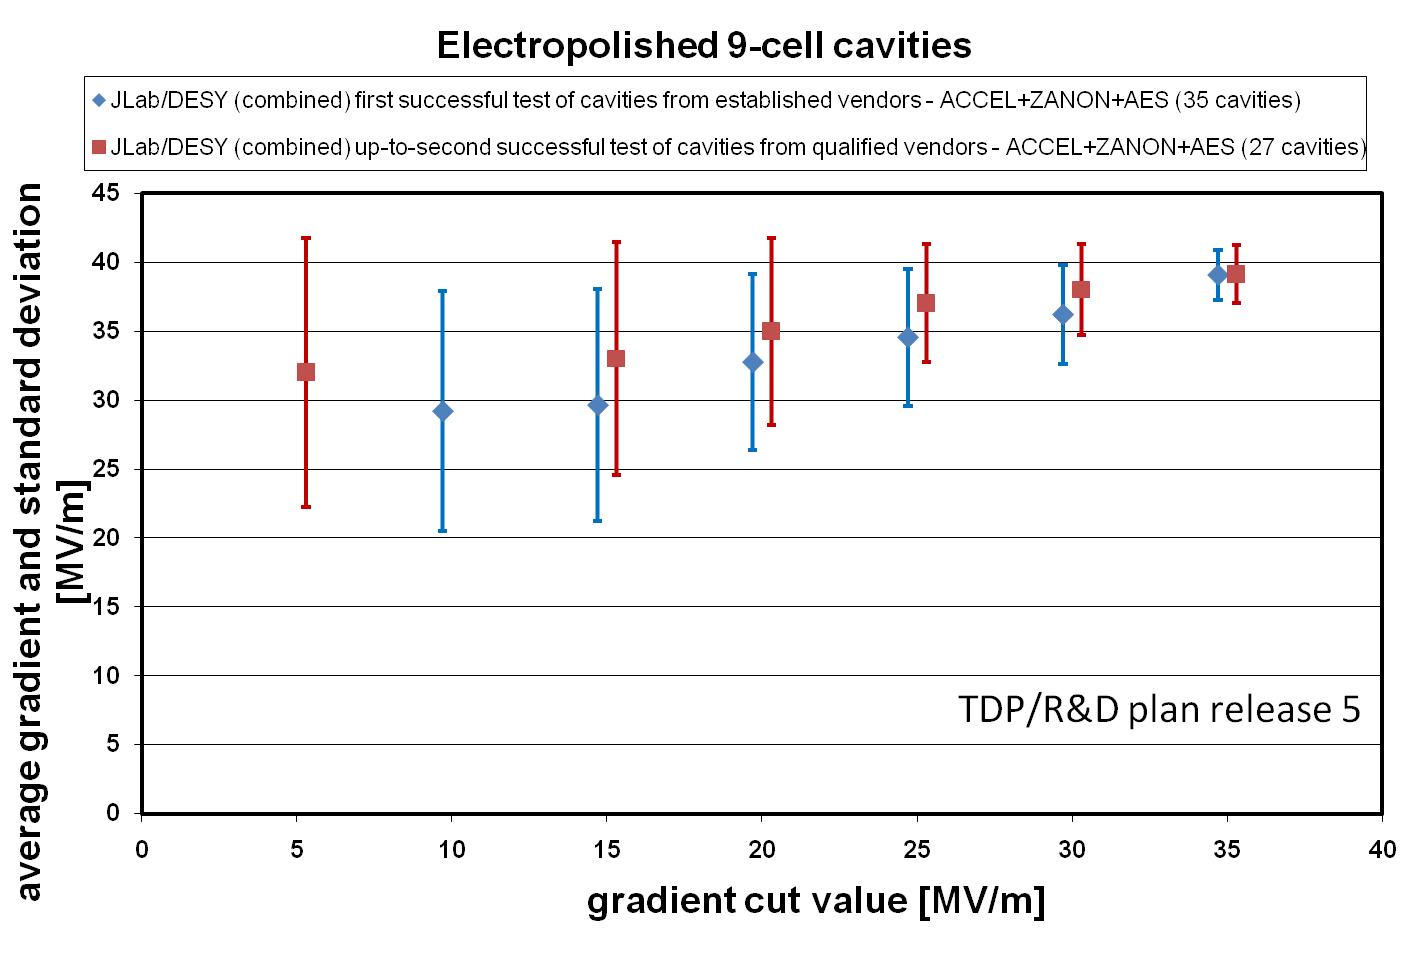 Electropolished 9-cell cavities
JLab/DESY (combined) first successful test of cavities from established vendors - ACCEL+ZANON+AES (35 cavities)
JLab/DESY (combined) up-to-second successful test of cavities from qualified vendors - ACCEL+ZANON+AES (27 cavities)
average gradient and standard deviation
[MV/m]
45
40
35
30
25
20
15
10
5
0
TDP/R&D plan release 5
0 5 10 15 20 25 30 35 40
gradient cut value [MV/m]